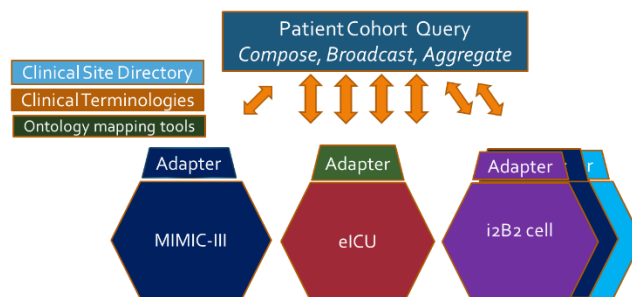 Patient Cohort Query
Compose, Broadcast, Aggregate
Clinical Site Directory
Clinical Terminologies
Ontology mapping tools
Adapter
Adapter
Adapter
MIMIC-III
eICU
i2B2 cell